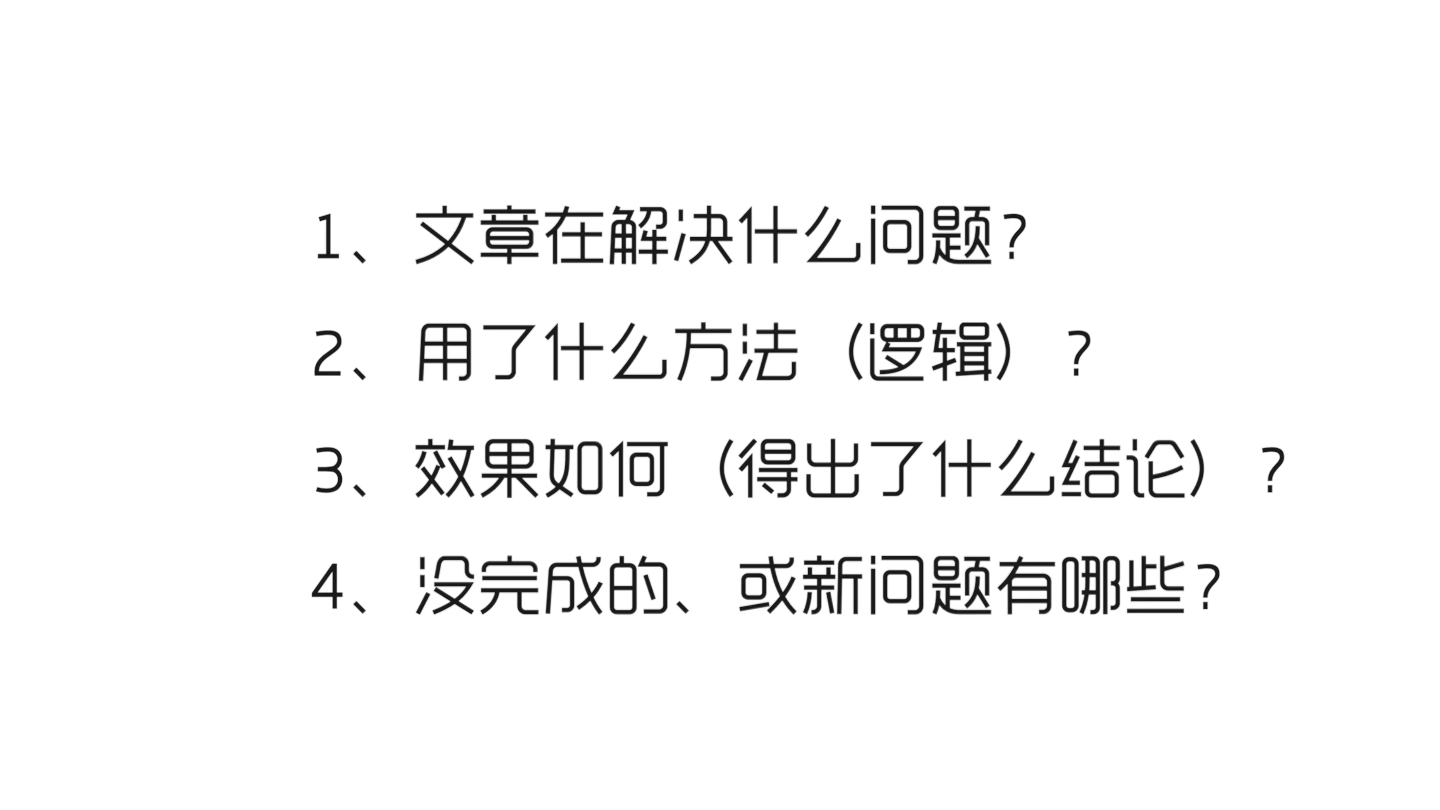 1、文章在解决什么问题？
2、用了什么方法（逻辑）？
3、效果如何（得出了什么结论）？
4、没完成的、或新问题有哪些？